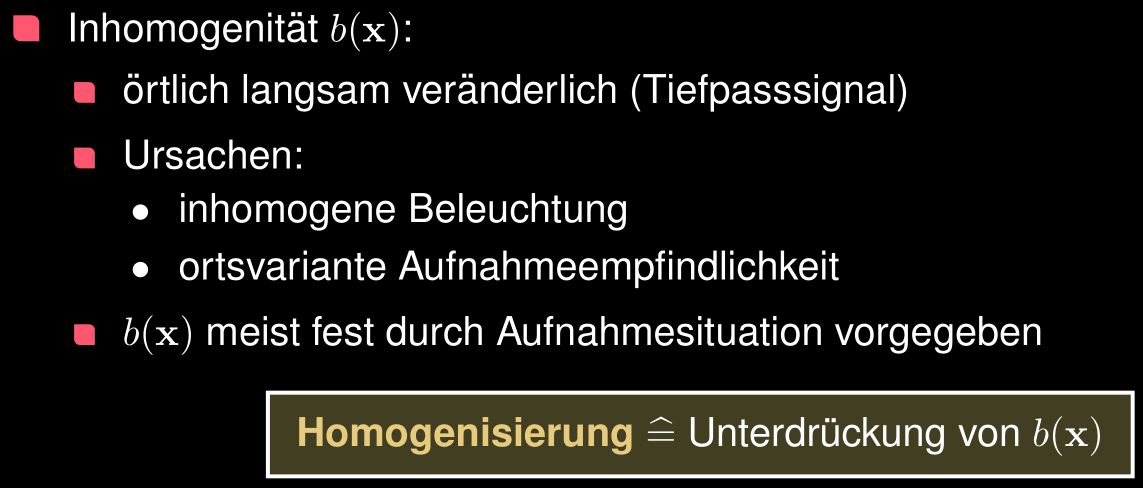 Inhomogenität b(x):
örtlich langsam veränderlich (Tiefpasssignal)
Ursachen:
inhomogene Beleuchtung
ortsvariante Aufnahmeempfindlichkeit
b(x) meist fest durch Aufnahmesituation vorgegeben
Homogenisierung ≙ Unterdrückung von b(x)